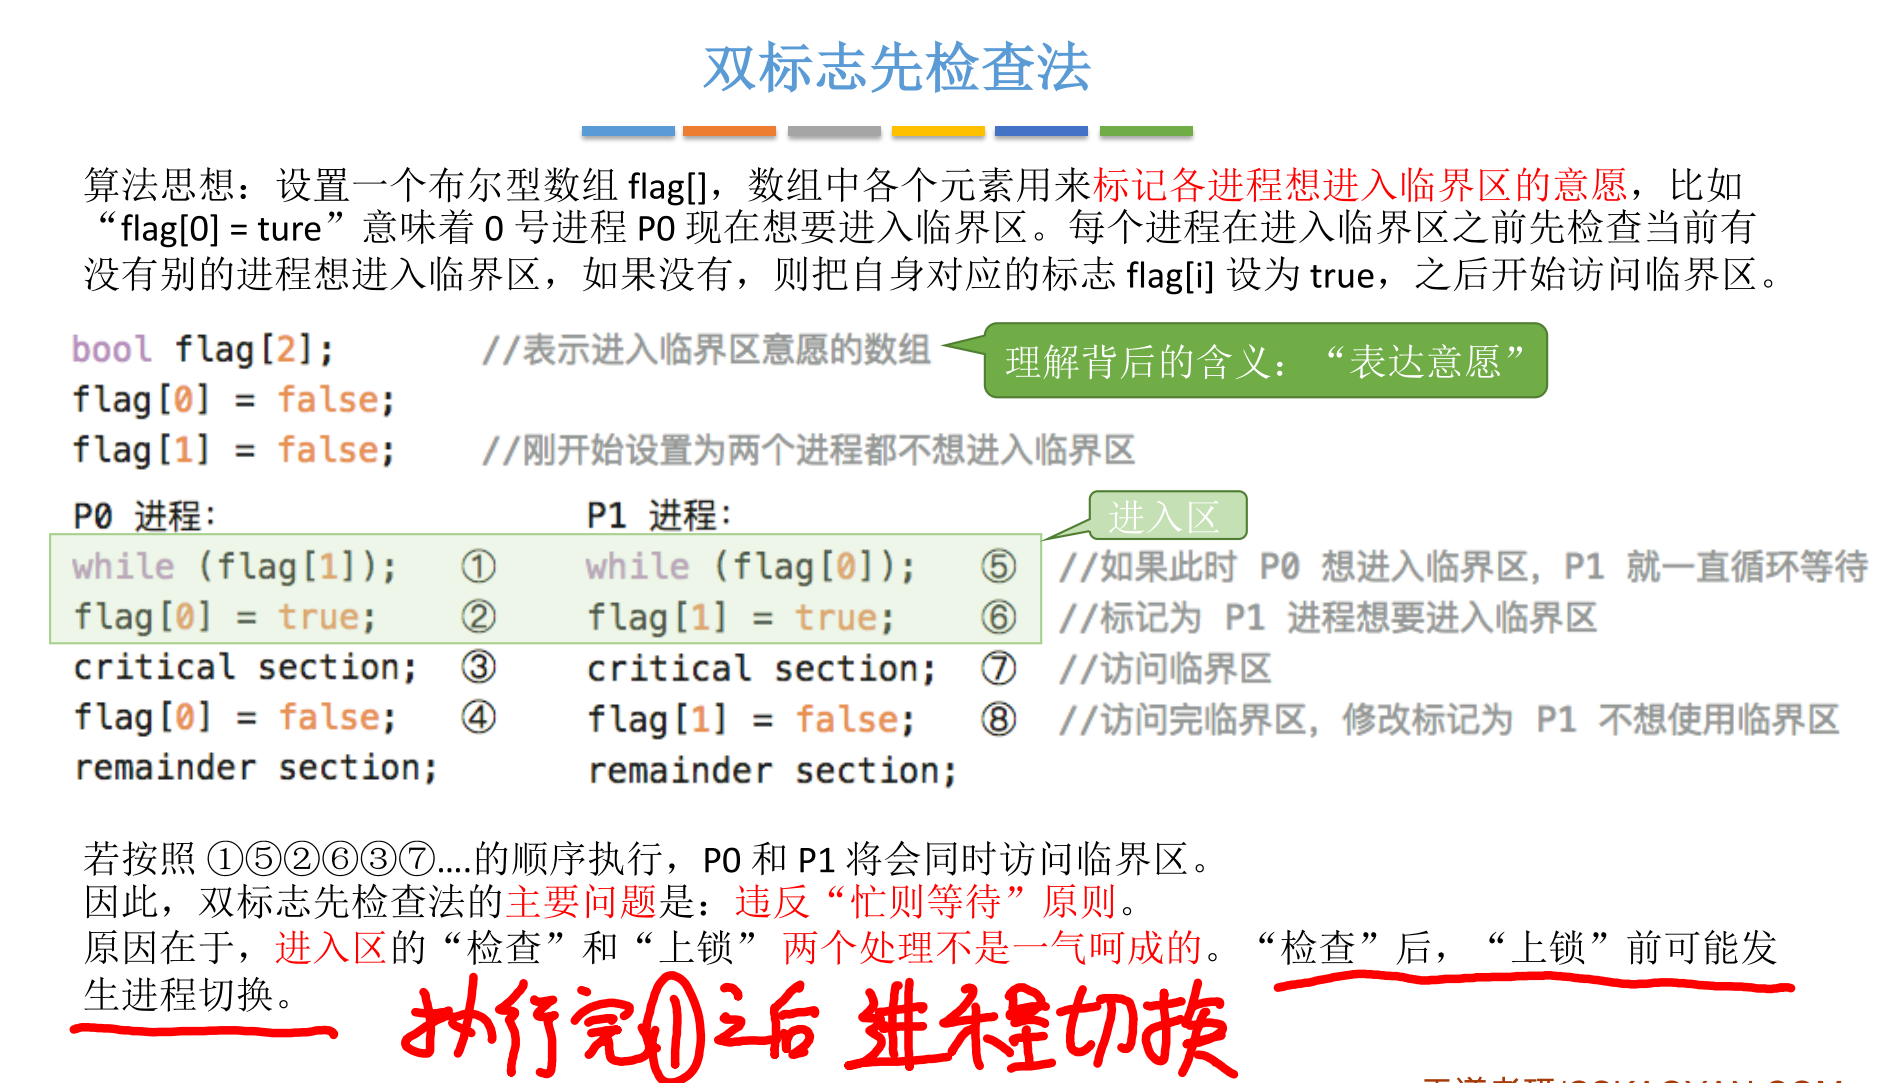 双标志先检查法
算法思想：设置一个布尔型数组 flag[]，数组中各个元素用来标记各进程想进入临界区的意愿，比如
“flag[0] = ture”意味着 0 号进程 P0 现在想要进入临界区。每个进程在进入临界区之前先检查当前有
没有别的进程想进入临界区，如果没有，则把自身对应的标志 flag[i] 设为 true，之后开始访问临界区。
bool flag[2]; //表示进入临界区意愿的数组
理解背后的含义：“表达意愿”
flag[0] = false;
flag[1] = false; //刚开始设置为两个进程都不想进入临界区
P0 进程： P1 进程：
进入区
while (flag[1]); ① while (flag[0]); ⑤ //如果此时 P0 想进入临界区，P1 就一直循环等待
flag[0] = true; ② flag[1] = true; ⑥ //标记为 P1 进程想要进入临界区
critical section; ③ critical section; ⑦ //访问临界区
flag[0] = false; ④ flag[1] = false; ⑧ //访问完临界区，修改标记为 P1 不想使用临界区
remainder section; remainder section;
若按照 ①⑤②⑥③⑦….的顺序执行，P0 和 P1 将会同时访问临界区。
因此，双标志先检查法的主要问题是：违反“忙则等待”原则。
原因在于，进入区的“检查”和“上锁” 两个处理不是一气呵成的。“检查”后，“上锁”前可能发
生进程切换。
执行完①之后 进程切换